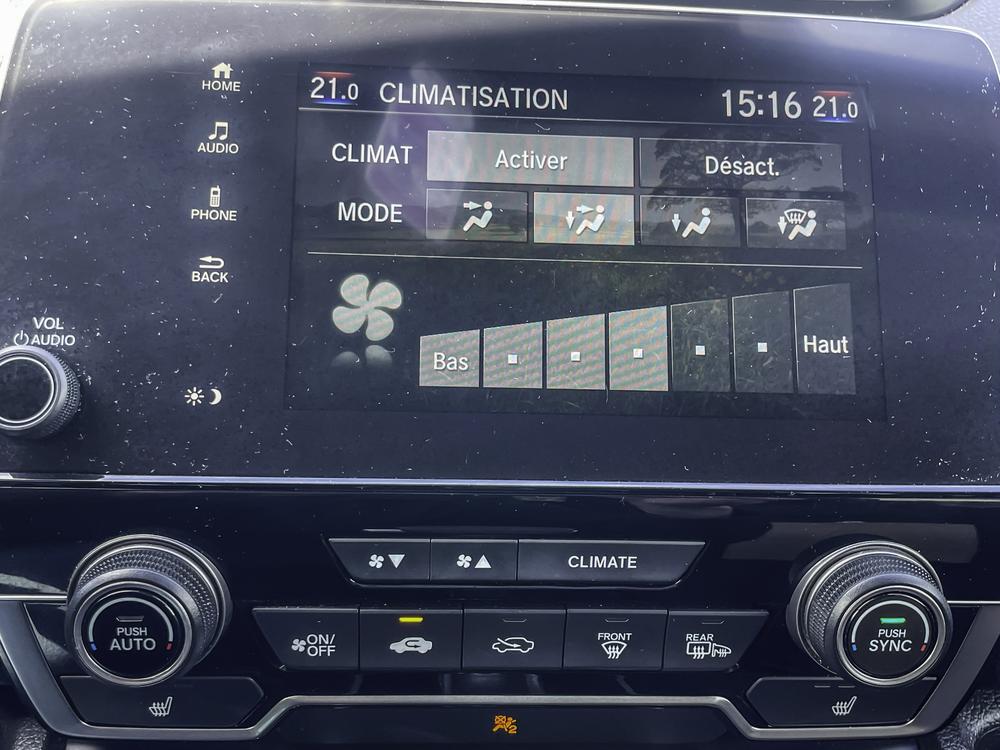 HOME
AUDIO
PHONE
BACK
VOL
AUDIO
21.0 CLIMATISATION 15:16 21.0
CLIMAT Activer Désact.
MODE
Bas Haut
CLIMATE
PUSH
AUTO
ON/
OFF
FRONT
REAR
PUSH
SYNC
2